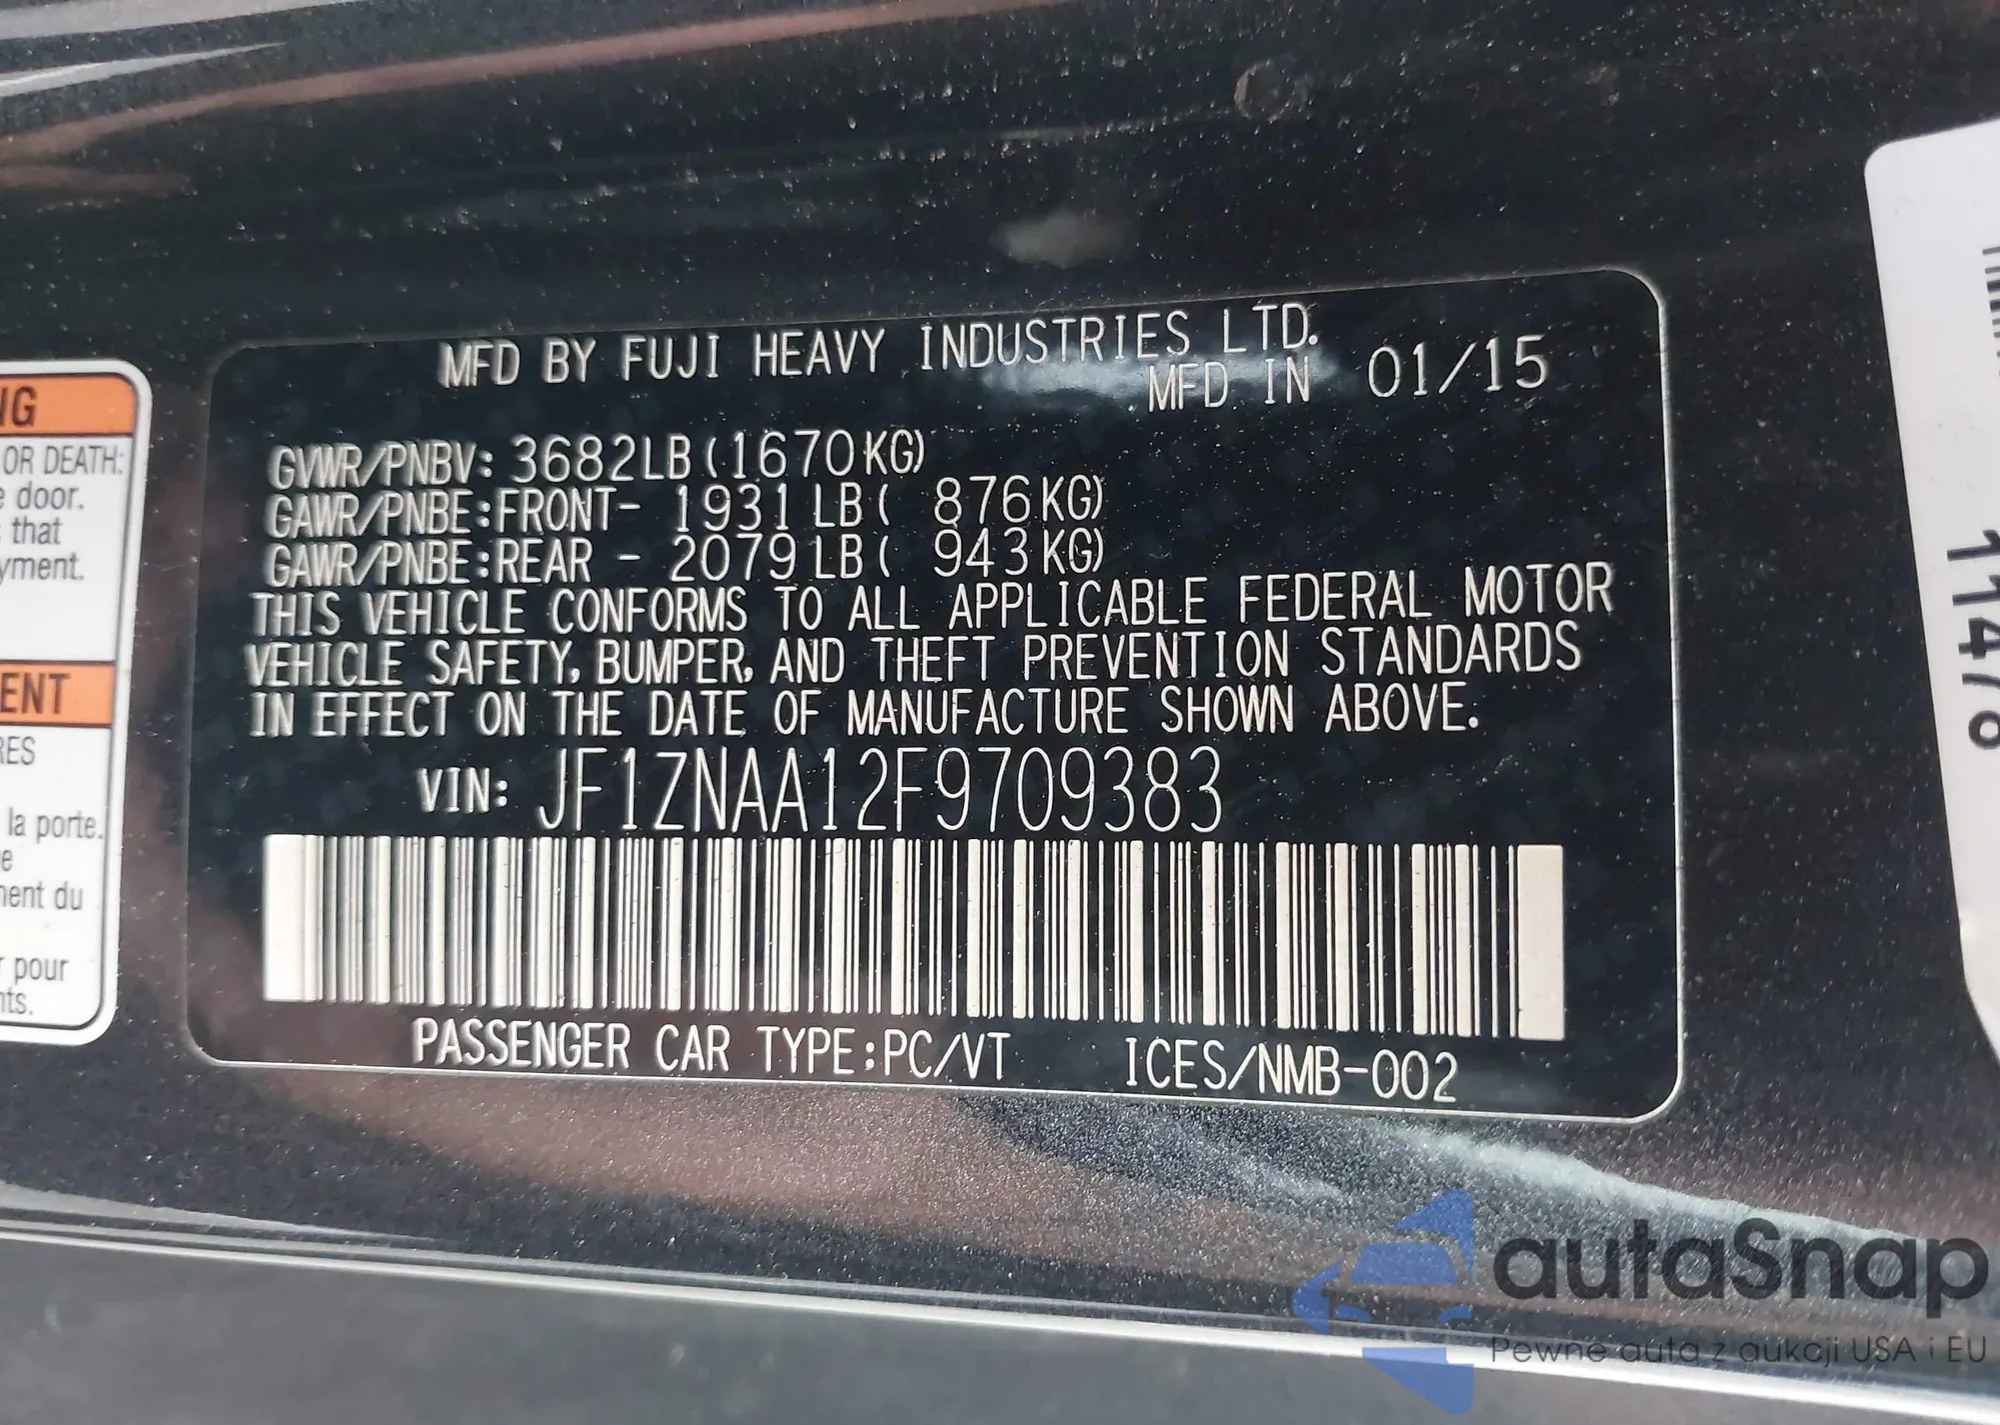 MFD BY FUJI HEAVY INDUSTRIES LTD.
MFD IN 01/15
GVWR/PNBV: 3682LB(1670KG)
GAWR/PNBE:FRONT- 1931LB( 876KG)
GAWR/PNBE:REAR - 2079LB( 943KG)
THIS VEHICLE CONFORMS TO ALL APPLICABLE FEDERAL MOTOR
VEHICLE SAFETY, BUMPER, AND THEFT PREVENTION STANDARDS
IN EFFECT ON THE DATE OF MANUFACTURE SHOWN ABOVE.
VIN: JF1ZNAA12F9709383
PASSENGER CAR TYPE:PC/VT ICES/NMB-002
OR DEATH:
door.
that
la porte.
du
pour
autaSnap
Pewne auta z aukcji USA i EU